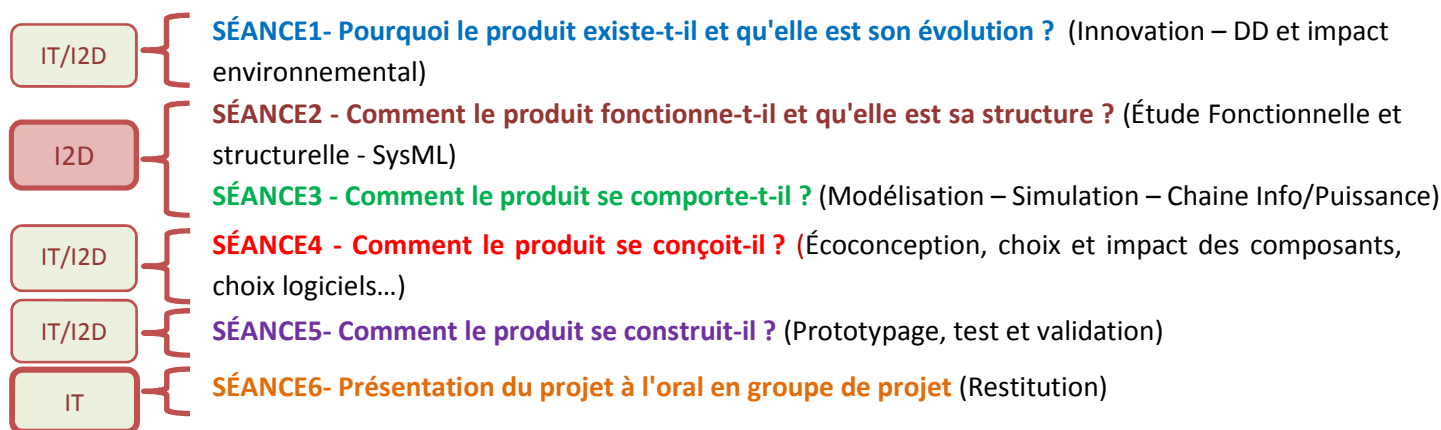 IT/I2D
SÉANCE1- Pourquoi le produit existe-t-il et qu'elle est son évolution ? (Innovation – DD et impact
environnemental)
I2D
SÉANCE2 - Comment le produit fonctionne-t-il et qu'elle est sa structure ? (Étude Fonctionnelle et
structurelle - SysML)
SÉANCE3 - Comment le produit se comporte-t-il ? (Modélisation – Simulation – Chaine Info/Puissance)
IT/I2D
SÉANCE4 - Comment le produit se conçoit-il ? (Écoconception, choix et impact des composants,
choix logiciels…)
IT/I2D
SÉANCE5- Comment le produit se construit-il ? (Prototypage, test et validation)
IT
SÉANCE6- Présentation du projet à l'oral en groupe de projet (Restitution)